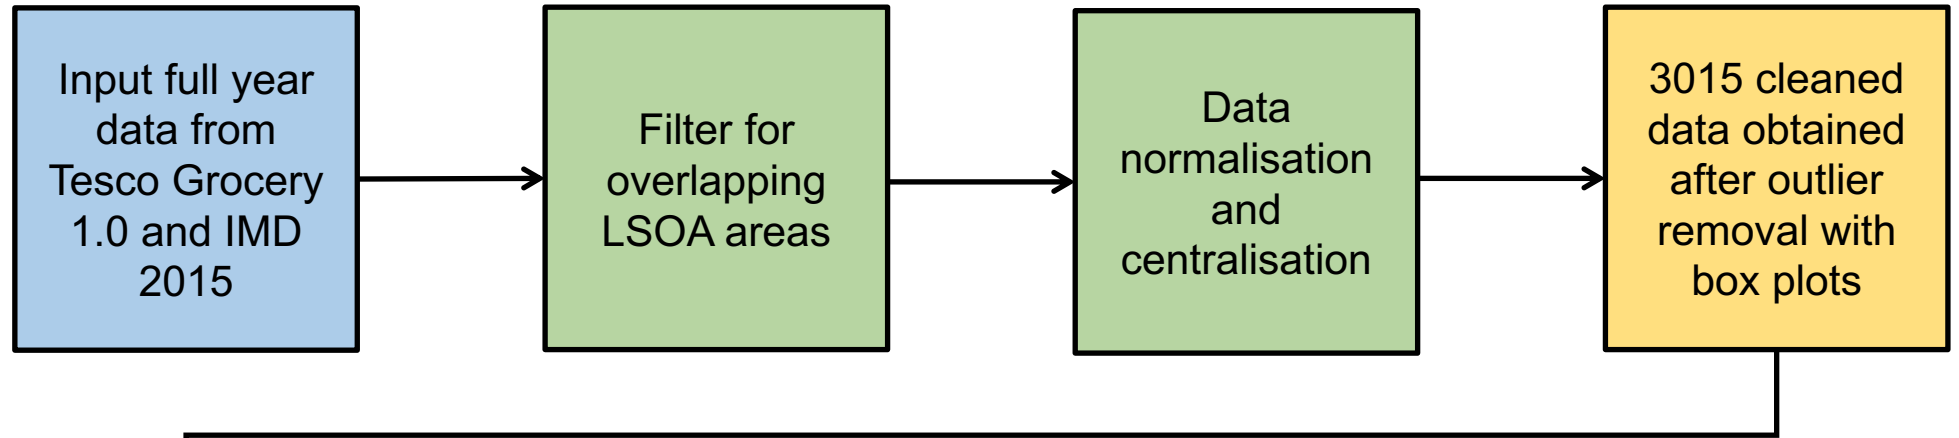 Input full year
data from
Tesco Grocery
1.0 and IMD
2015
Filter for
overlapping
LSOA areas
Data
normalisation
and
centralisation
3015 cleaned
data obtained
after outlier
removal with
box plots